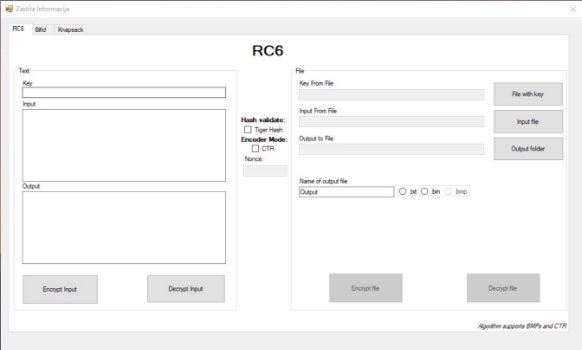 Zastita Informacija
RC6 Bifid Knapsack
RC6
Text
Key
Input
Output
Encrypt Input Decrypt Input
Hash validate:
Tiger Hash
Encoder Mode:
CTR
Nonce:
File
Key From File
File with key
Input From File
Input file
Output to File
Output folder
Name of output file
Output .txt .bin .bmp
Encrypt file Decrypt file
Algorithm supports BMPs and CTR